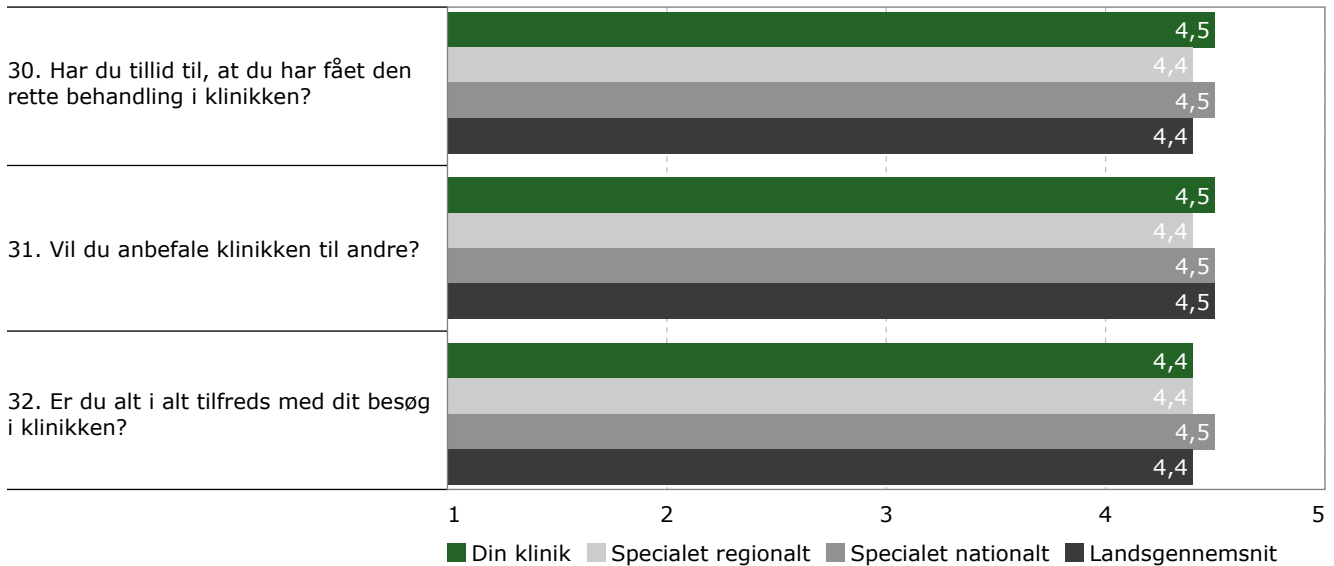 30. Har du tillid til, at du har fået den
rette behandling i klinikken?
4,5
4,4
4,5
4,4
31. Vil du anbefale klinikken til andre?
4,5
4,4
4,5
4,5
32. Er du alt i alt tilfreds med dit besøg
i klinikken?
4,4
4,4
4,5
4,4
1 2 3 4 5
Din klinik Specialet regionalt Specialet nationalt Landsgennemsnit